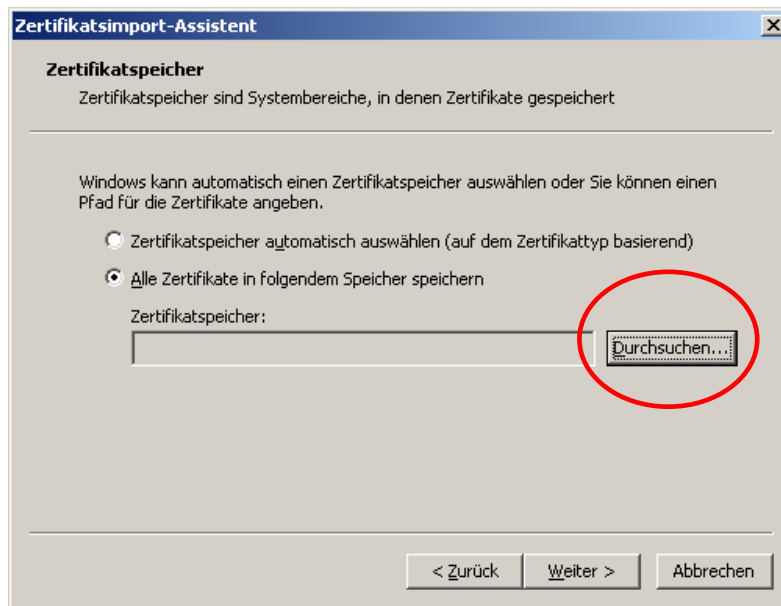 Zertifikatsimport-Assistent
Zertifikatspeicher
Zertifikatspeicher sind Systembereiche, in denen Zertifikate gespeichert
Windows kann automatisch einen Zertifikatspeicher auswählen oder Sie können einen
Pfad für die Zertifikate angeben.
Zertifikatspeicher automatisch auswählen (auf dem Zertifikattyp basierend)
Alle Zertifikate in folgendem Speicher speichern
Zertifikatspeicher:
Durchsuchen...
< Zurück Weiter > Abbrechen